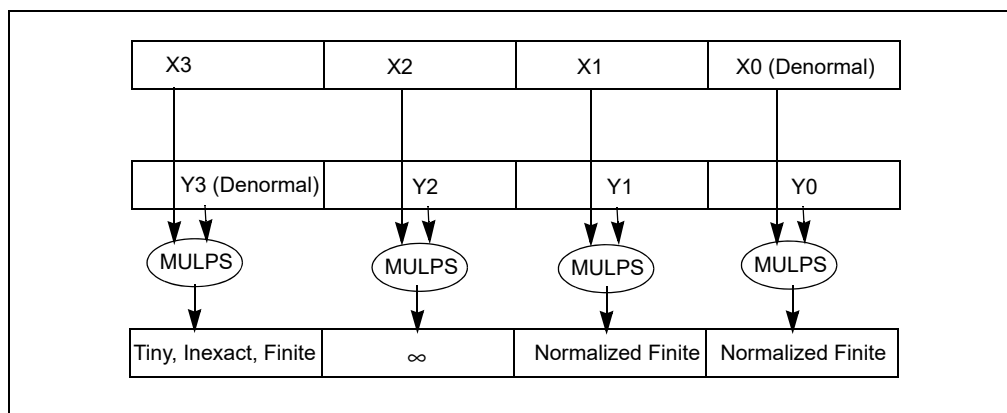 X3 X2 X1 X0 (Denormal)
Y3 (Denormal) Y2 Y1 Y0
MULPS MULPS MULPS MULPS
Tiny, Inexact, Finite ∞ Normalized Finite Normalized Finite